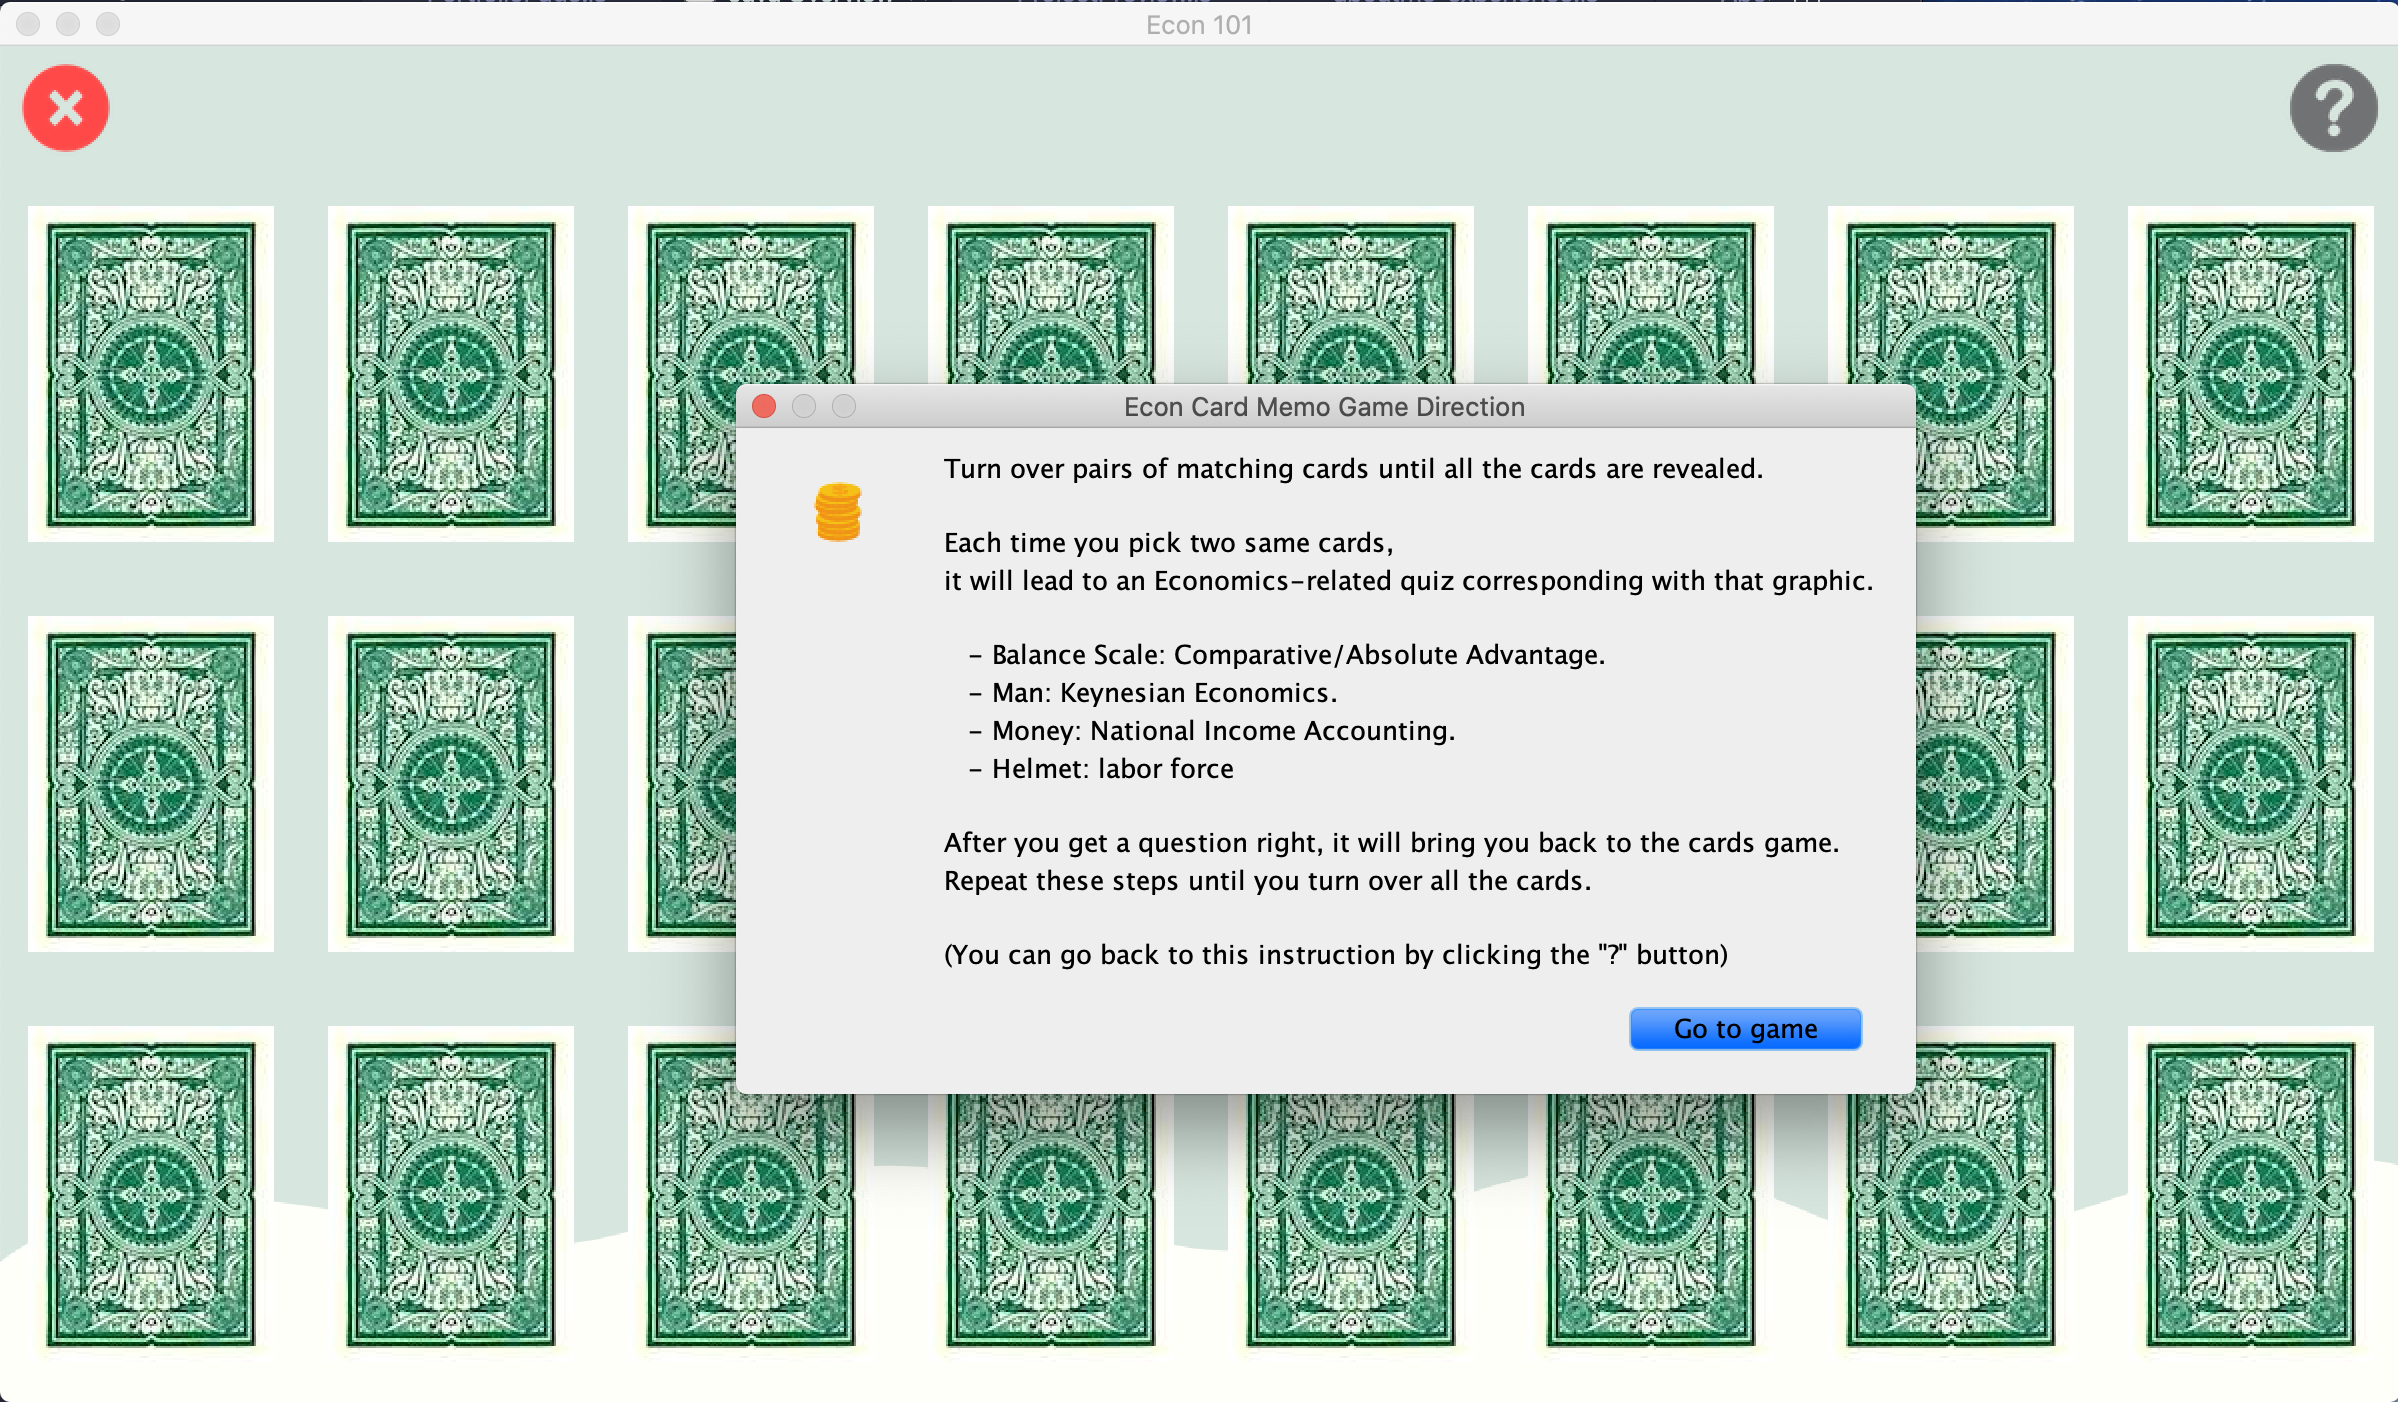 Econ 101
Econ Card Memo Game Direction
Turn over pairs of matching cards until all the cards are revealed.
Each time you pick two same cards,
it will lead to an Economics-related quiz corresponding with that graphic.
- Balance Scale: Comparative/Absolute Advantage.
- Man: Keynesian Economics.
- Money: National Income Accounting.
- Helmet: labor force
After you get a question right, it will bring you back to the cards game.
Repeat these steps until you turn over all the cards.
(You can go back to this instruction by clicking the "?" button)
Go to game